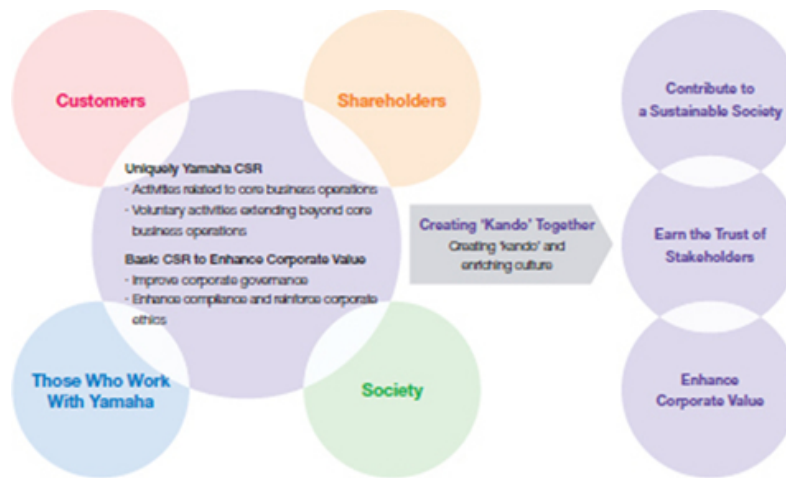 Customers
Shareholders
Uniquely Yamaha CSR
- Activities related to core business operations
- Voluntary activities extending beyond core
business operations
Basic CSR to Enhance Corporate Value
- Improve corporate governance
- Enhance compliance and reinforce corporate
ethics
Those Who Work
With Yamaha
Society
Creating 'Kando' Together
Creating 'kando' and
enriching culture
Contribute to
a Sustainable Society
Earn the Trust of
Stakeholders
Enhance
Corporate Value